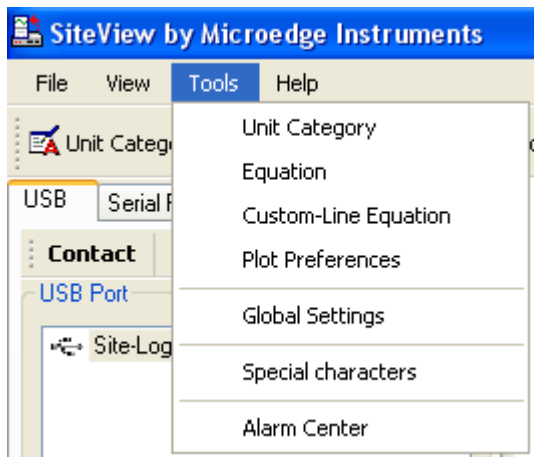 SiteView by Microedge Instruments
File View Tools Help
Unit Category
Equation
Custom-Line Equation
Plot Preferences
Global Settings
Special characters
Alarm Center
Unit Categ
USB Serial
Contact
USB Port
Site-Log